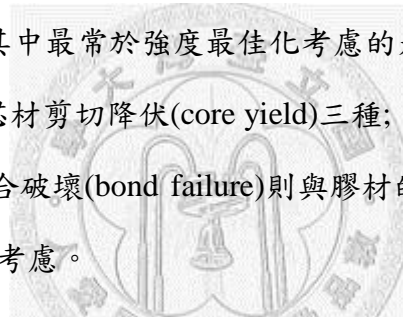 其中最常於強度最佳化考慮的
芯材剪切降伏(core yield)三種;
合破壞(bond failure)則與膠材的
考慮。